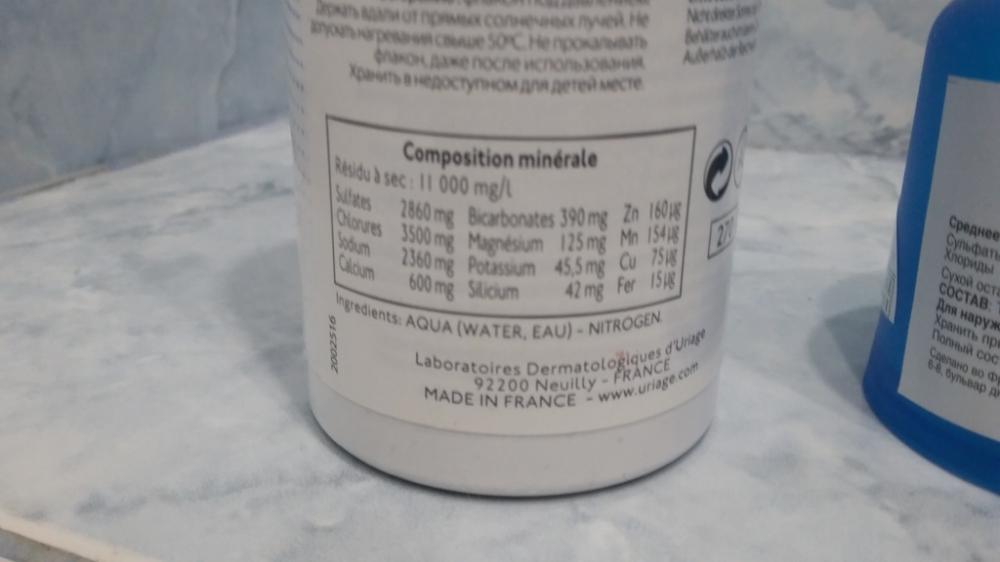 Держать вдали от прямых солнечных лучей. Не
допускать нагревания свыше 50°C. Не прокалывать
флакон, даже после использования.
Хранить в недоступном для детей месте.
Composition minérale
Résidu à sec : 11 000 mg/l
Sulfates 2860 mg Bicarbonates 390 mg Zn 160 µg
Chlorures 3500 mg Magnésium 125 mg Mn 154 µg
Sodium 2360 mg Potassium 45,5 mg Cu 75 µg
Calcium 600 mg Silicium 42 mg Fer 15 µg
Ingredients: AQUA (WATER, EAU) - NITROGEN.
2002516
Laboratoires Dermatologiques d'Uriage
92200 Neuilly - FRANCE
MADE IN FRANCE - www.uriage.com
Среднее
Сульфаты
Хлориды
Сухой
СОСТАВ:
Для
Хранить
Полный
Сделано во
6-8, бульвар